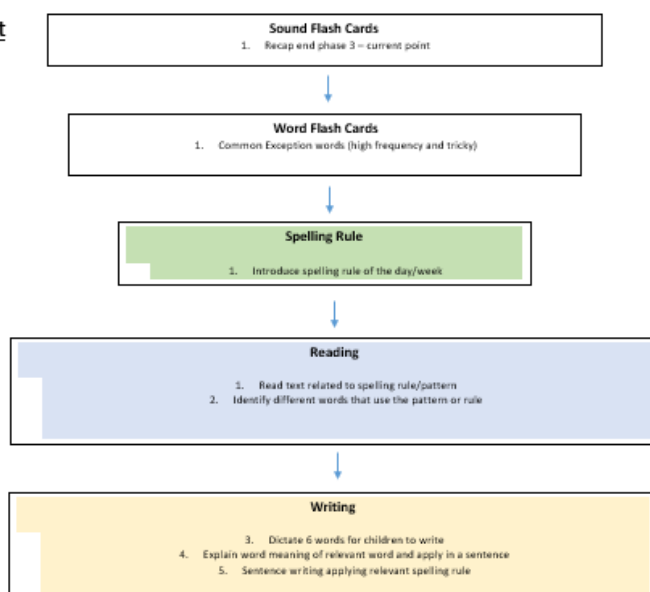 t
Sound Flash Cards
1. Recap end phase 3 – current point
Word Flash Cards
1. Common Exception words (high frequency and tricky)
Spelling Rule
1. Introduce spelling rule of the day/week
Reading
1. Read text related to spelling rule/pattern
2. Identify different words that use the pattern or rule
Writing
3. Dictate 6 words for children to write
4. Explain word meaning of relevant word and apply in a sentence
5. Sentence writing applying relevant spelling rule